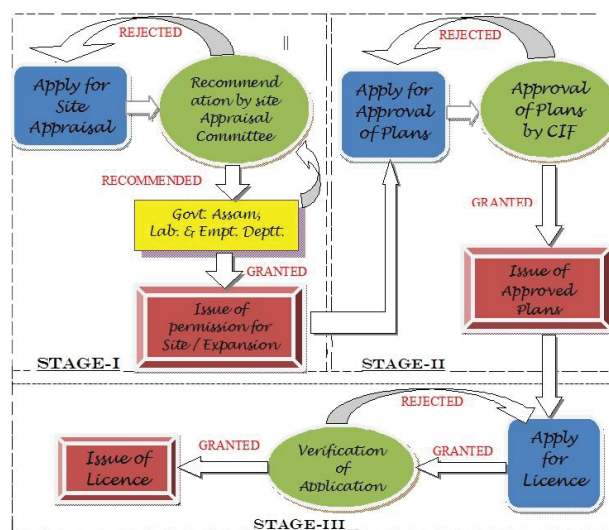 REJECTED
Apply for
Site
Appraisal
Recommend
ation by site
Appraisal
Committee
RECOMMENDED
Govt. Assam,
Lab. & Empt. Deptt.
GRANTED
Issue of
permission for
Site / Expansion
STAGE-I
REJECTED
Apply for
Approval
of Plans
Approval
of Plans
by CIF
GRANTED
Issue of
Approved
Plans
STAGE-II
REJECTED
Apply
for
Licence
GRANTED
Verification
of
Application
GRANTED
Issue of
Licence
STAGE-III